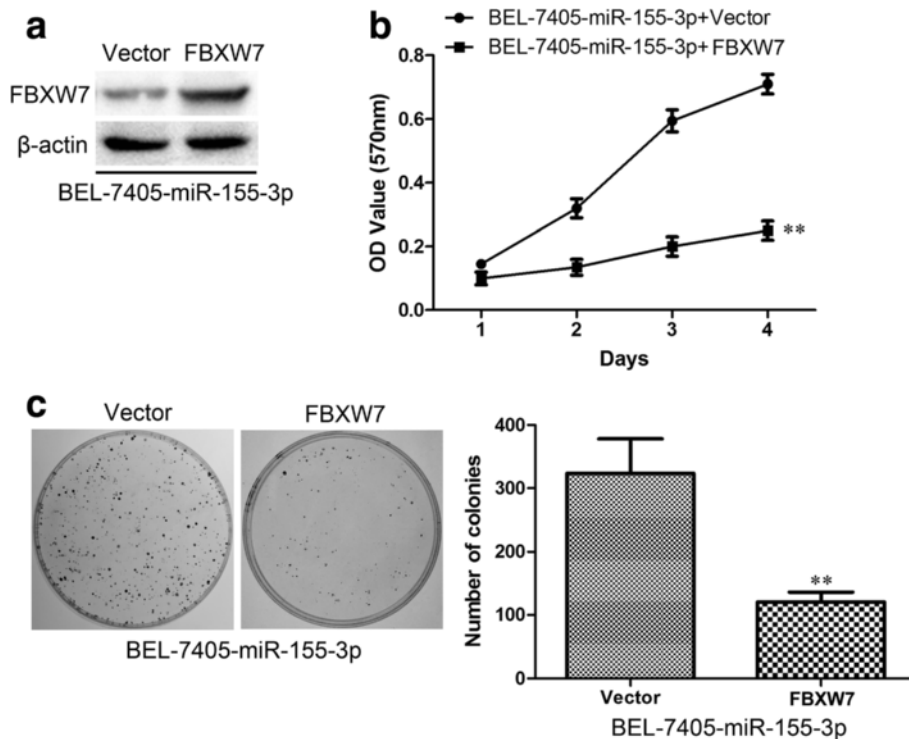 a
Vector FBXW7
FBXW7
β-actin
BEL-7405-miR-155-3p
b
BEL-7405-miR-155-3p+Vector
BEL-7405-miR-155-3p+FBXW7
OD Value (570nm)
0.8
0.6
0.4
0.2
0.0
**
1 2 3 4
Days
c
Vector FBXW7
BEL-7405-miR-155-3p
Number of colonies
400
300
200
100
0
**
Vector FBXW7
BEL-7405-miR-155-3p